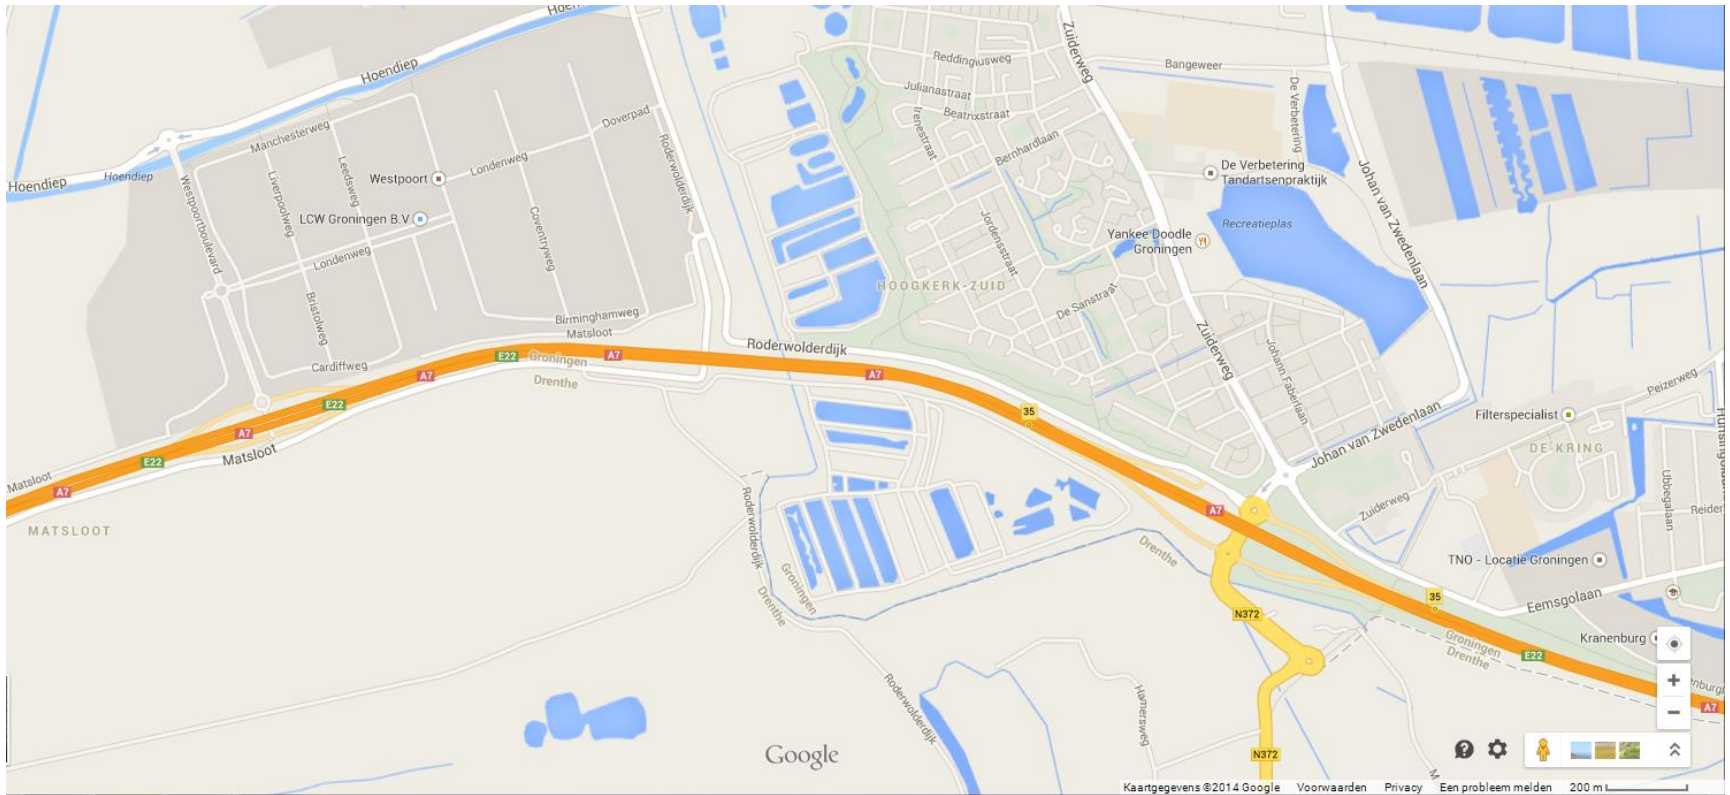 Hoendiep
Zuiderweg
Reddingiusweg
Bangeweer
Hoendiep
Julianastraat
De Verbetering
Beatrixstraat
Irenestraat
Doverpad
Manchesterweg
Bernhardlaan
Roderwolderdijk
Leedsweg
Londenweg
Westpoort
De Verbetering
Tandartsenpraktijk
Johan van Zwedenlaan
Hoendiep
Hoendiep
Liverpoolweg
Westpoortboulevard
LCW Groningen B.V
Coventryweg
Jordensstraat
Recreatieplas
Yankee Doodle
Groningen
Londenweg
HOOGKERK-ZUID
De Sanstraat
Bristolweg
Birminghamweg
Matsloot
Zuiderweg
Roderwolderdijk
Johann Faberlaan
E22
Groningen
A7
Cardiffweg
A7
Drenthe
A7
Peizerweg
E22
35
Johan van Zwedenlaan
Filterspecialist
A7
Matsloot
DE KRING
E22
Matsloot
A7
Ubbegalaan
Zuiderweg
A7
Roderwolderdijk
MATSLOOT
Drenthe
TNO - Locatie Groningen
Groningen
Drenthe
35
Eemsgolaan
N372
Kranenburg
Groningen
Drenthe
E22
Roderwolderdijk
Hamersweg
A7
N372
Google
Kaartgegevens ©2014 Google Voorwaarden Privacy Een probleem melden 200 m